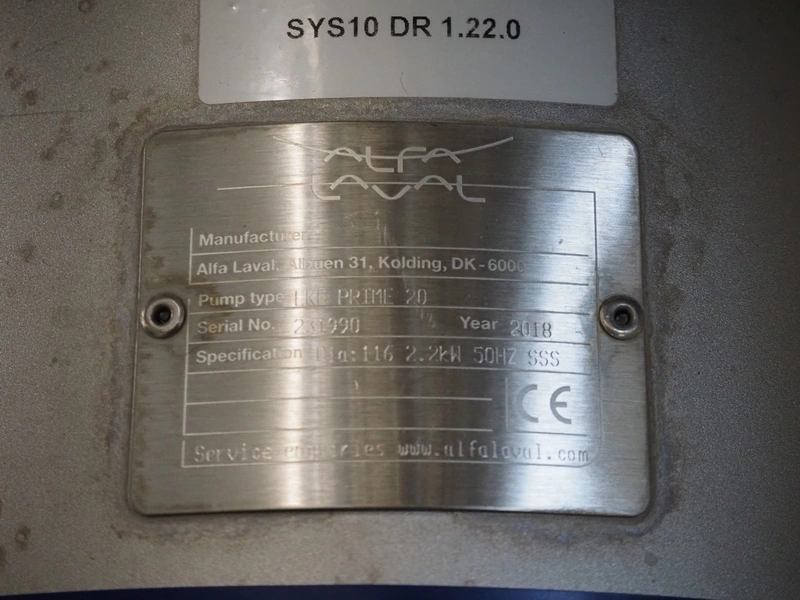 SYS10 DR 1.22.0
ALFA
LAVAL
Manufacturer
Alfa Laval, Albuen 31, Kolding, DK-6000
Pump type LKH PRIME 20
Serial No. Year 2018
Specification Dia:116 2.2kW 50HZ SSS
CE
Service enquiries www.alfalaval.com